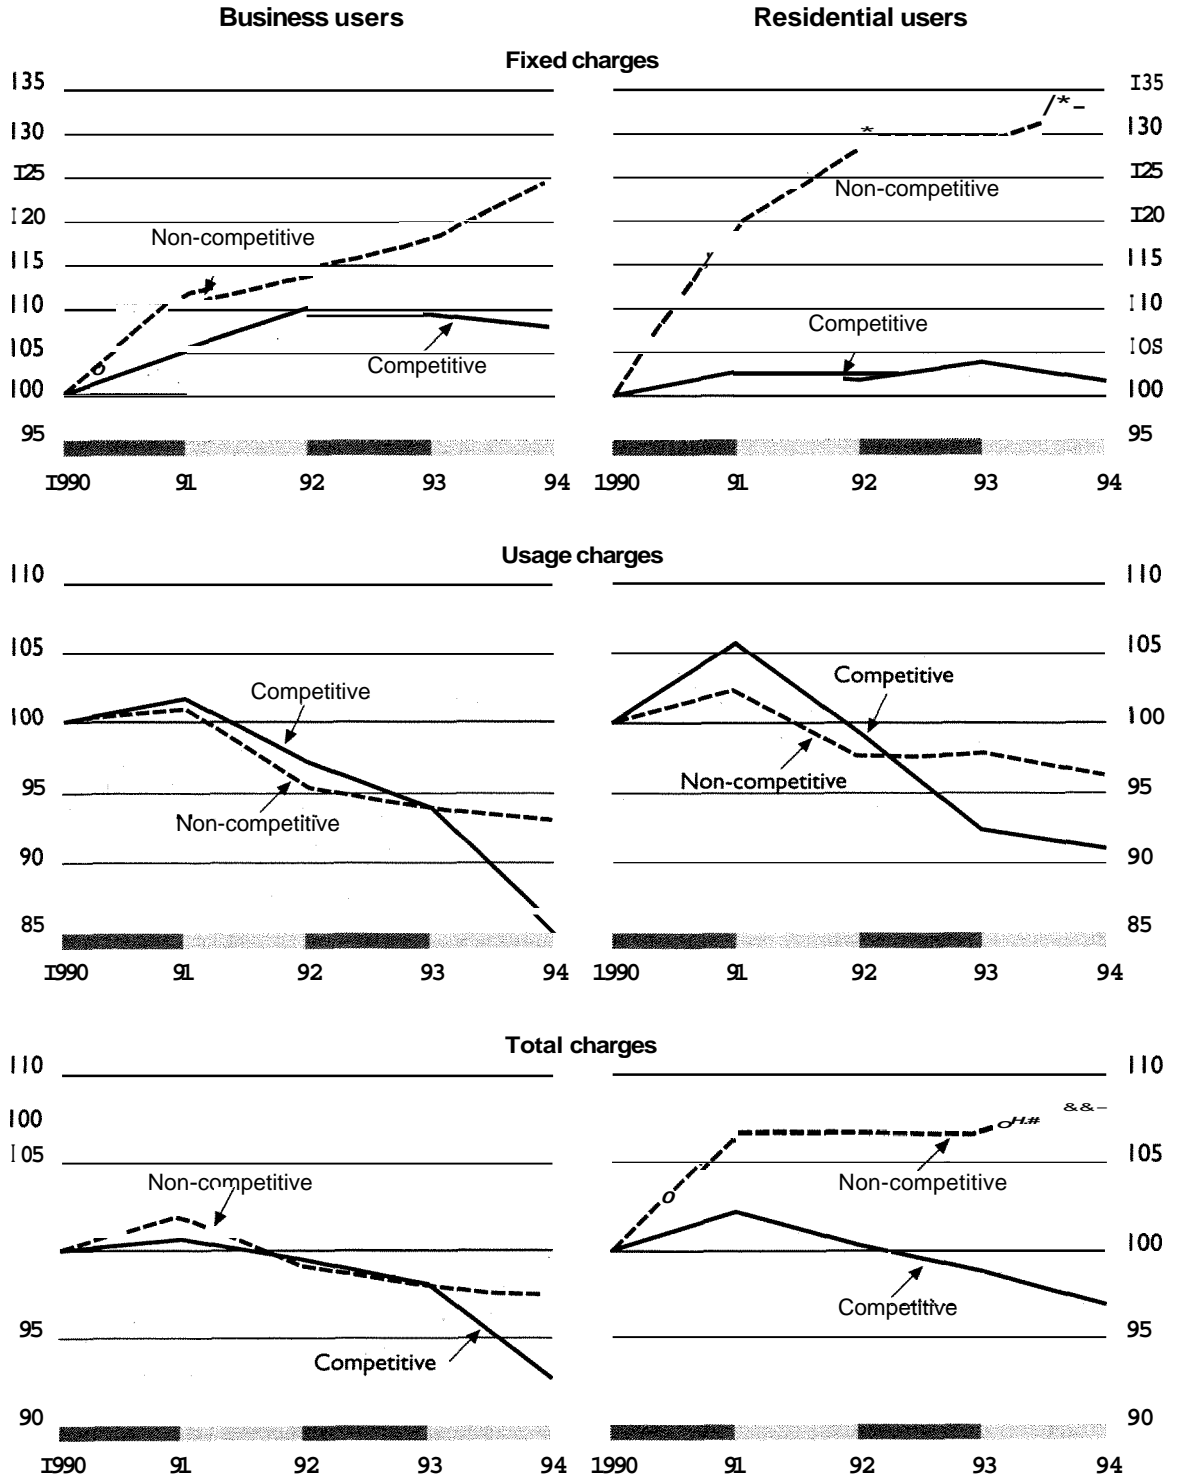 Business users
Residential users
Fixed charges
135
130
125
120
115
110
105
100
95
Non-competitive
Competitive
1990 91 92 93 94
135
130
125
120
115
110
105
100
95
Non-competitive
Competitive
1990 91 92 93 94
Usage charges
110
105
100
95
90
85
Competitive
Non-competitive
1990 91 92 93 94
110
105
100
95
90
85
Competitive
Non-competitive
1990 91 92 93 94
Total charges
110
100
105
95
90
Non-competitive
Competitive
1990 91 92 93 94
110
105
100
95
90
Non-competitive
Competitive
1990 91 92 93 94